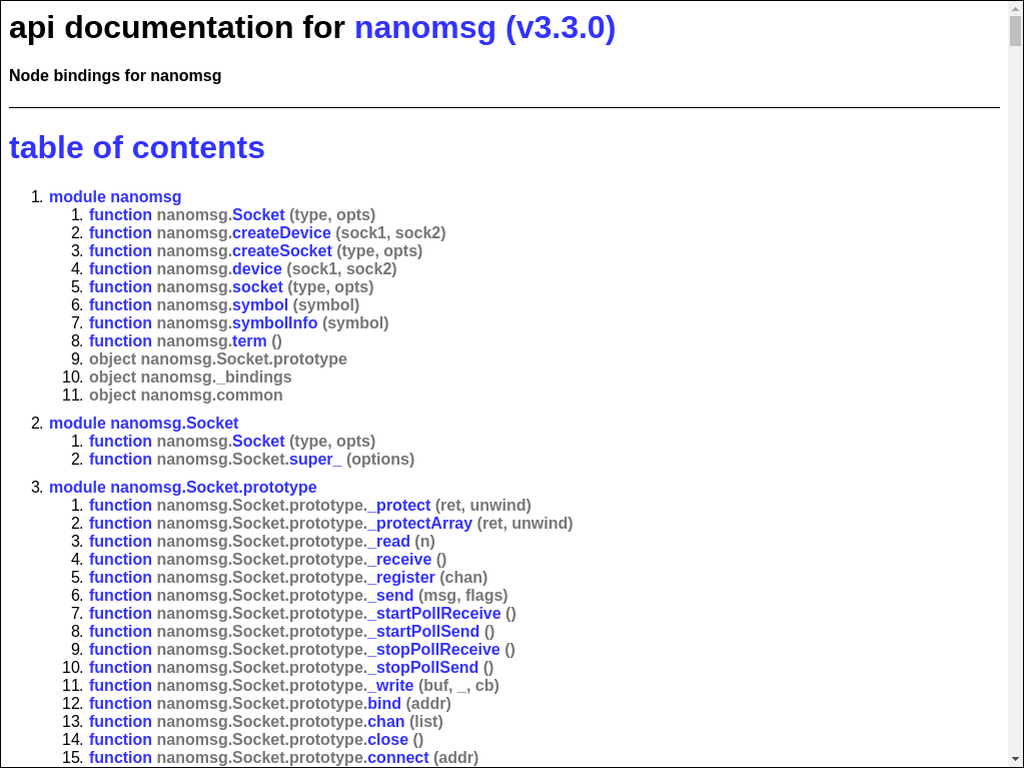 api documentation for nanomsg (v3.3.0)
Node bindings for nanomsg
table of contents
1. module nanomsg
1. function nanomsg.Socket (type, opts)
2. function nanomsg.createDevice (sock1, sock2)
3. function nanomsg.createSocket (type, opts)
4. function nanomsg.device (sock1, sock2)
5. function nanomsg.socket (type, opts)
6. function nanomsg.symbol (symbol)
7. function nanomsg.symbolInfo (symbol)
8. function nanomsg.term ()
9. object nanomsg.Socket.prototype
10. object nanomsg._bindings
11. object nanomsg.common
2. module nanomsg.Socket
1. function nanomsg.Socket (type, opts)
2. function nanomsg.Socket.super_ (options)
3. module nanomsg.Socket.prototype
1. function nanomsg.Socket.prototype._protect (ret, unwind)
2. function nanomsg.Socket.prototype._protectArray (ret, unwind)
3. function nanomsg.Socket.prototype._read (n)
4. function nanomsg.Socket.prototype._receive ()
5. function nanomsg.Socket.prototype._register (chan)
6. function nanomsg.Socket.prototype._send (msg, flags)
7. function nanomsg.Socket.prototype._startPollReceive ()
8. function nanomsg.Socket.prototype._startPollSend ()
9. function nanomsg.Socket.prototype._stopPollReceive ()
10. function nanomsg.Socket.prototype._stopPollSend ()
11. function nanomsg.Socket.prototype._write (buf, _, cb)
12. function nanomsg.Socket.prototype.bind (addr)
13. function nanomsg.Socket.prototype.chan (list)
14. function nanomsg.Socket.prototype.close ()
15. function nanomsg.Socket.prototype.connect (addr)